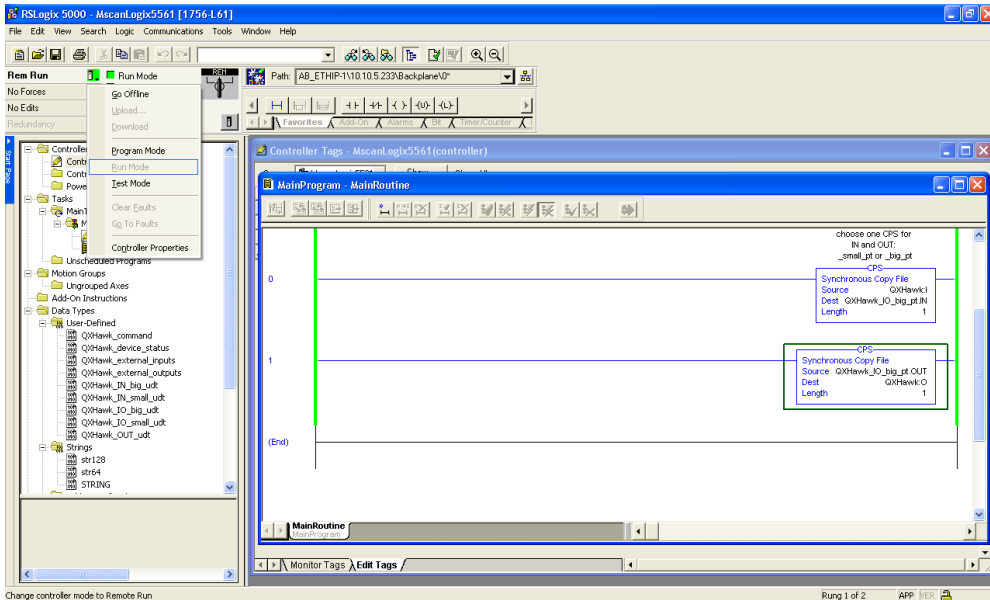 RSLogix 5000 - MscanLogix5561 [1756-L61]
File Edit View Search Logic Communications Tools Window Help
Rem Run
Run Mode
REM
Path: AB_ETHIP-1\10.10.5.233\Backplane\0*
No Forces
No Edits
Redundancy
Favorites Add-On Alarms Bit Timer/Counter
Go Offline
Upload...
Download
Program Mode
Run Mode
Test Mode
Clear Faults
Go To Faults
Controller Properties
Start Page
Controller
Contr
Contr
Powe
Tasks
MainT
M
Unscheduled Programs
Motion Groups
Ungrouped Axes
Add-On Instructions
Data Types
User-Defined
QXHawk_command
QXHawk_device_status
QXHawk_external_inputs
QXHawk_external_outputs
QXHawk_IN_big_udt
QXHawk_IN_small_udt
QXHawk_IO_big_udt
QXHawk_IO_small_udt
QXHawk_OUT_udt
Strings
str128
str64
STRING
Controller Tags - MscanLogix5561(controller)
MainProgram - MainRoutine
choose one CPS for
IN and OUT:
_small_pt or _big_pt
0
CPS
Synchronous Copy File
Source QXHawk:I
Dest QXHawk_IO_big_pt.IN
Length 1
1
CPS
Synchronous Copy File
Source QXHawk_IO_big_pt.OUT
Dest QXHawk:O
Length 1
(End)
MainRoutine
MainProgram
Monitor Tags Edit Tags
Change controller mode to Remote Run
Rung 1 of 2
APP
VER